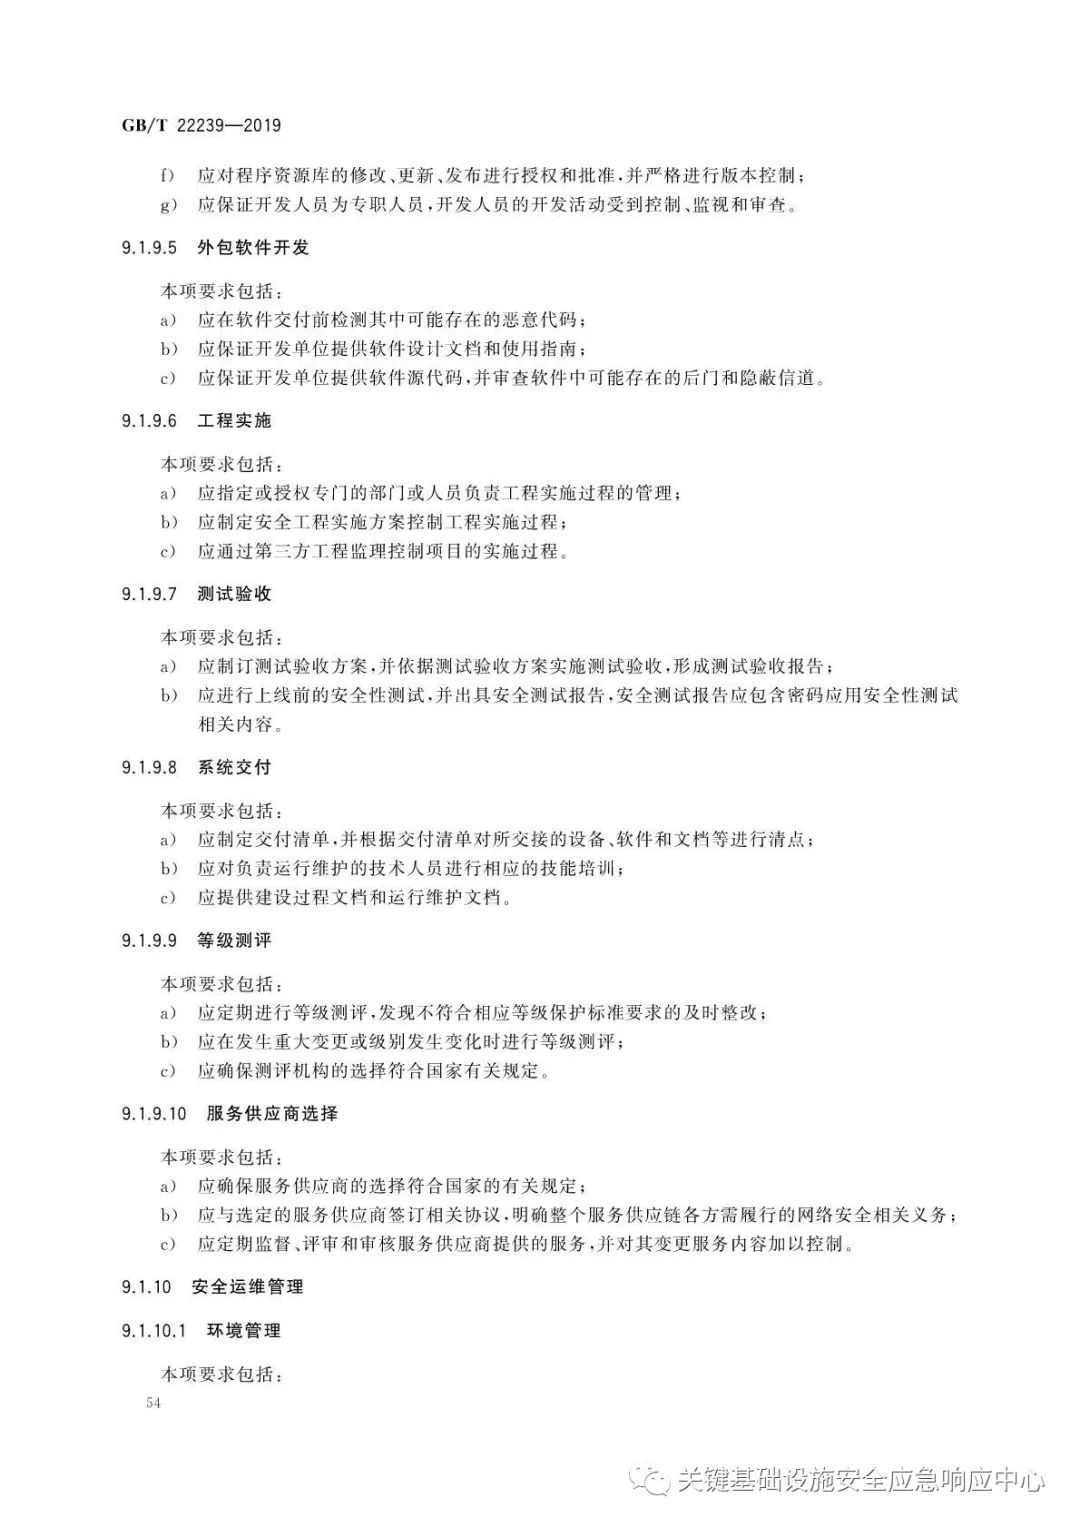 GB/T 22239—2019
f) 应对程序资源库的修改、更新、发布进行授权和批准,并严格进行版本控制;
g) 应保证开发人员为专职人员,开发人员的开发活动受到控制、监视和审查。
9.1.9.5 外包软件开发
本项要求包括:
a) 应在软件交付前检测其中可能存在的恶意代码;
b) 应保证开发单位提供软件设计文档和使用指南;
c) 应保证开发单位提供软件源代码,并审查软件中可能存在的后门和隐蔽信道。
9.1.9.6 工程实施
本项要求包括:
a) 应指定或授权专门的部门或人员负责工程实施过程的管理;
b) 应制定安全工程实施方案控制工程实施过程;
c) 应通过第三方工程监理控制项目的实施过程。
9.1.9.7 测试验收
本项要求包括:
a) 应制订测试验收方案,并依据测试验收方案实施测试验收,形成测试验收报告;
b) 应进行上线前的安全性测试,并出具安全测试报告,安全测试报告应包含密码应用安全性测试
相关内容。
9.1.9.8 系统交付
本项要求包括:
a) 应制定交付清单,并根据交付清单对所交接的设备、软件和文档等进行清点;
b) 应对负责运行维护的技术人员进行相应的技能培训;
c) 应提供建设过程文档和运行维护文档。
9.1.9.9 等级测评
本项要求包括:
a) 应定期进行等级测评,发现不符合相应等级保护标准要求的及时整改;
b) 应在发生重大变更或级别发生变化时进行等级测评;
c) 应确保测评机构的选择符合国家有关规定。
9.1.9.10 服务供应商选择
本项要求包括:
a) 应确保服务供应商的选择符合国家的有关规定;
b) 应与选定的服务供应商签订相关协议,明确整个服务供应链各方需履行的网络安全相关义务;
c) 应定期监督、评审和审核服务供应商提供的服务,并对其变更服务内容加以控制。
9.1.10 安全运维管理
9.1.10.1 环境管理
本项要求包括:
54
关键基础设施安全应急响应中心